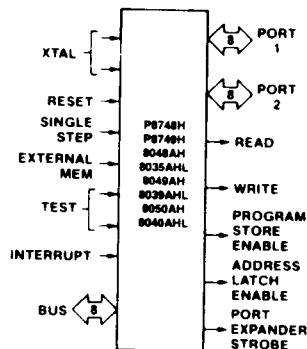 XTAL
RESET
SINGLE
STEP
EXTERNAL
MEM
TEST
INTERRUPT
BUS
8
P8748H
P8749H
8048AH
8035AHL
8049AH
8039AHL
8050AH
8040AHL
8
PORT
1
8
PORT
2
READ
WRITE
PROGRAM
STORE
ENABLE
ADDRESS
LATCH
ENABLE
PORT
EXPANDER
STROBE